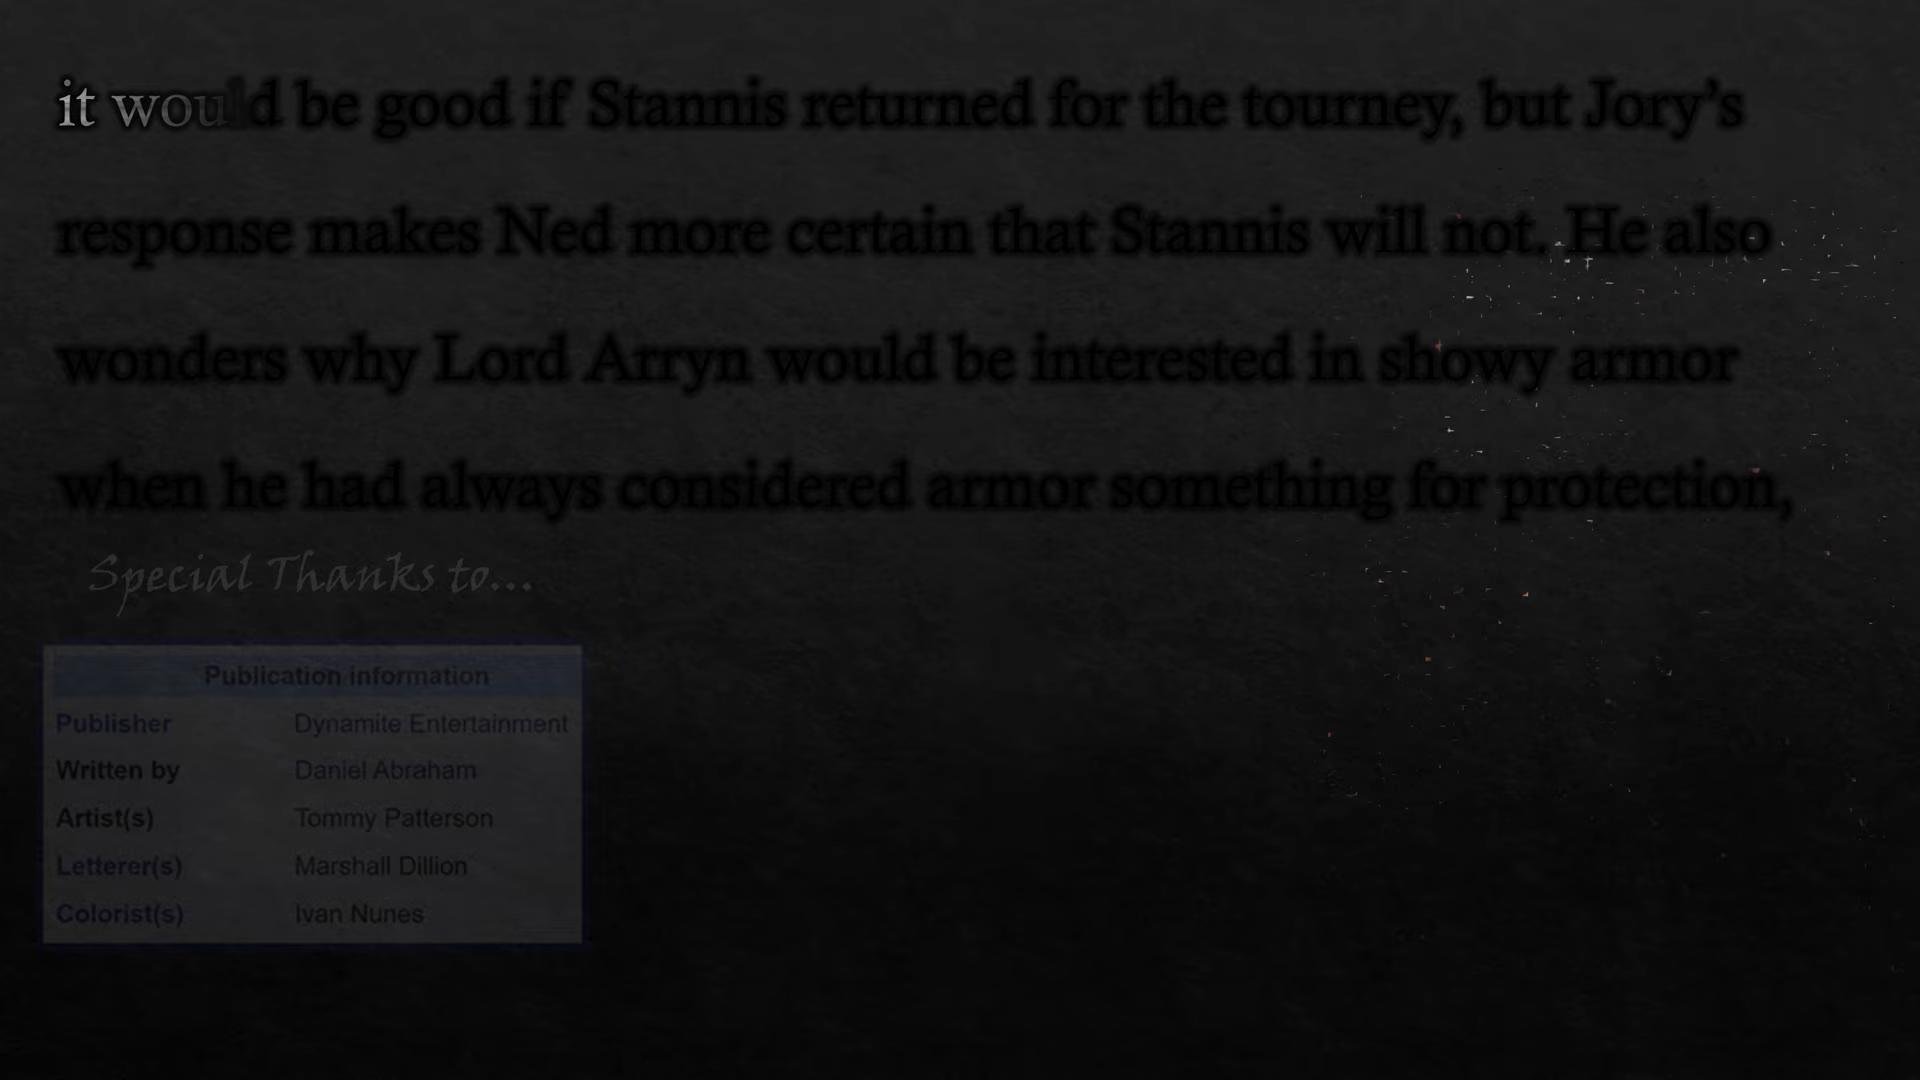 it would be good if Stannis returned for the tourney, but Jory’s
response makes Ned more certain that Stannis will not. He also
wonders why Lord Arryn would be interested in showy armor
when he had always considered armor something for protection,
Special Thanks to...
Publication information
Publisher Dynamite Entertainment
Written by Daniel Abraham
Artist(s) Tommy Patterson
Letterer(s) Marshall Dillion
Colorist(s) Ivan Nunes